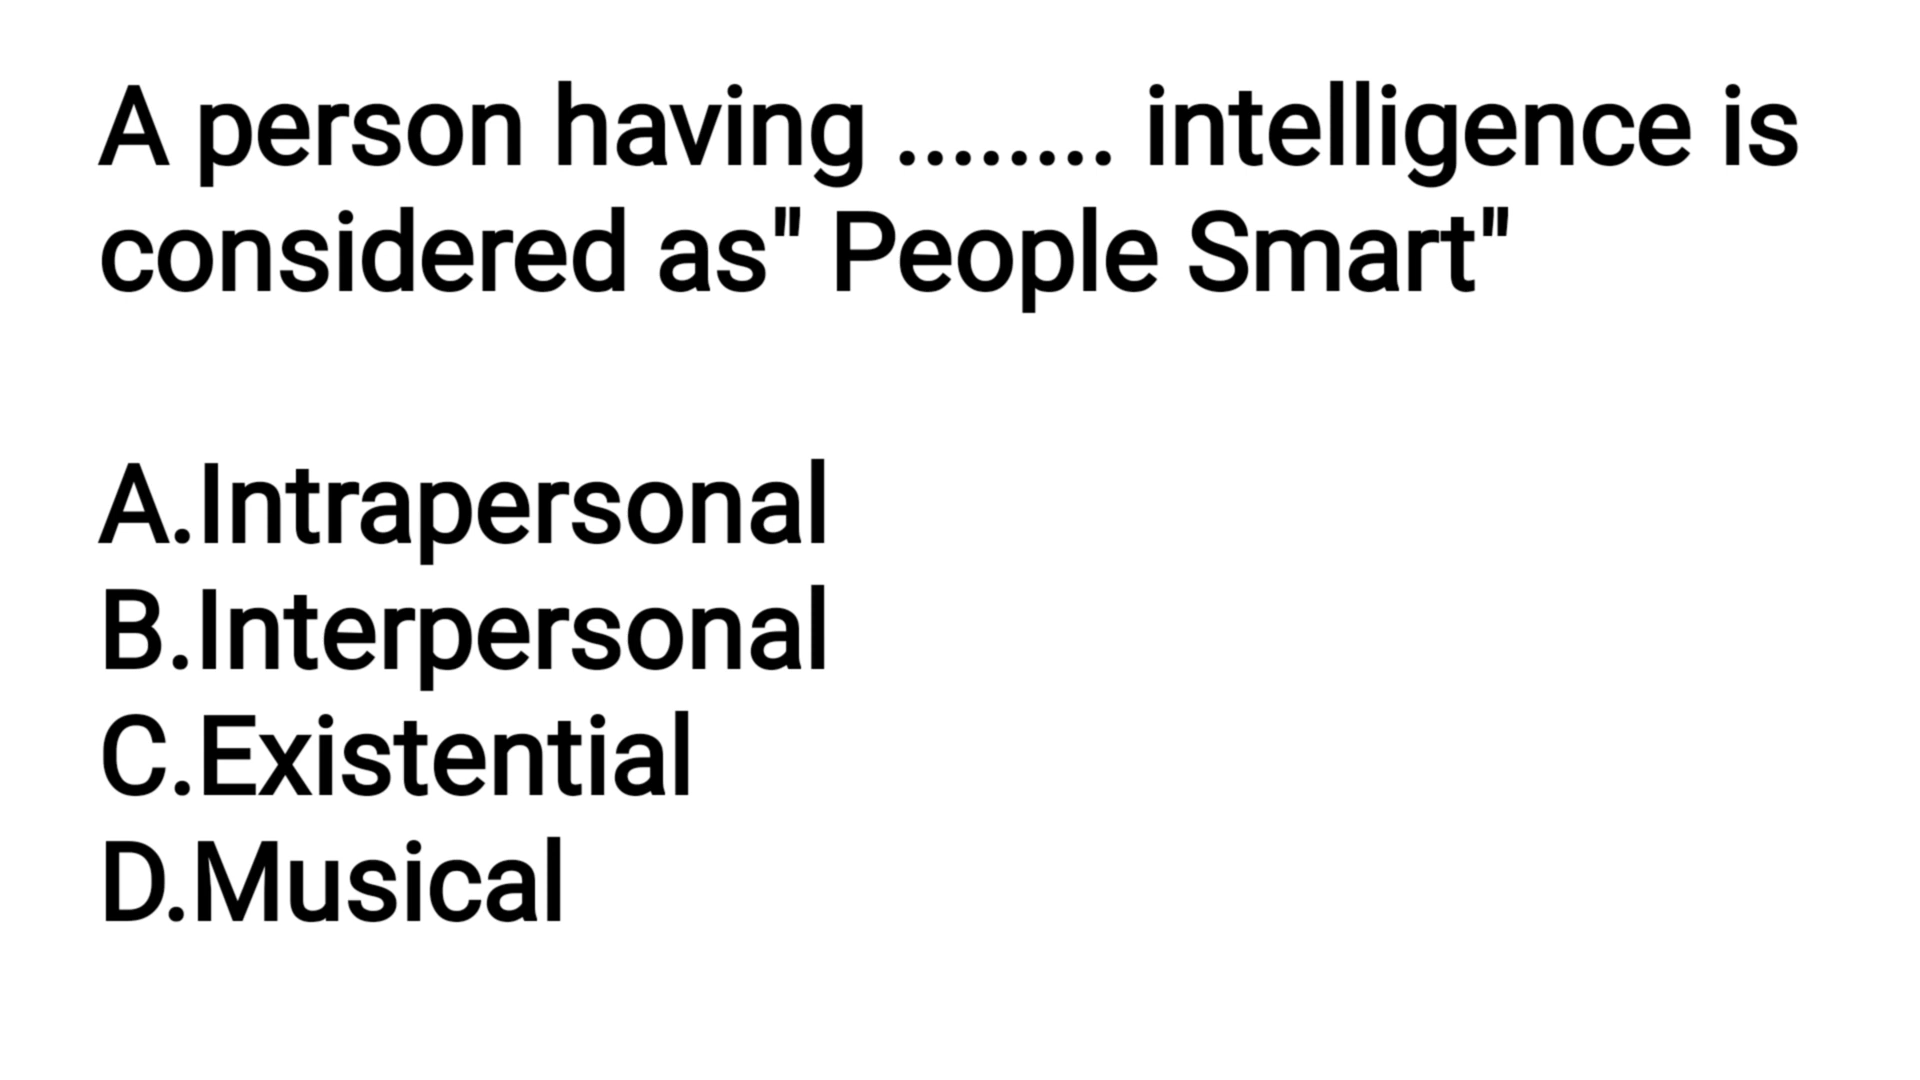 A person having ........ intelligence is
considered as" People Smart"
A.Intrapersonal
B.Interpersonal
C.Existential
D.Musical